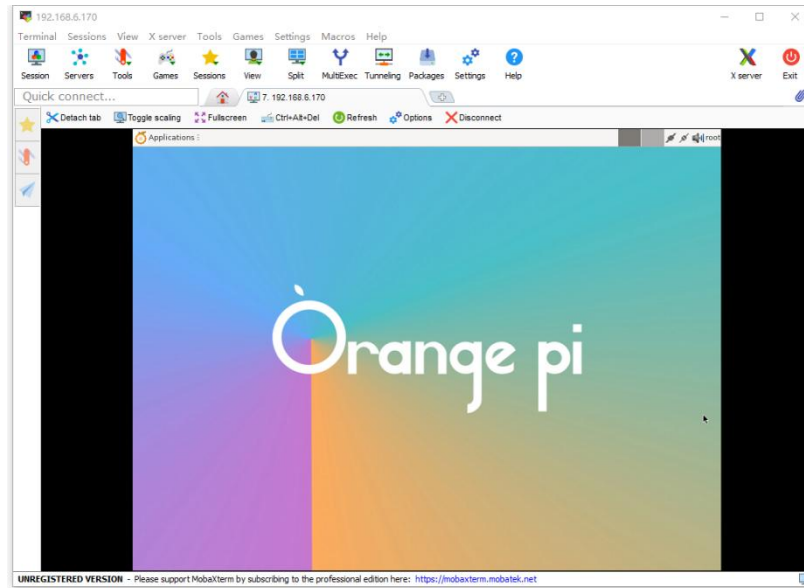 192.168.6.170
Terminal Sessions View X server Tools Games Settings Macros Help
Session Servers Tools Games Sessions View Split MultiExec Tunneling Packages Settings Help X server Exit
Quick connect... 7. 192.168.6.170
Detach tab Toggle scaling Fullscreen Ctrl+Alt+Del Refresh Options Disconnect
Applications root
Orange pi
UNREGISTERED VERSION - Please support MobaXterm by subscribing to the professional edition here: https://mobaxterm.mobatek.net